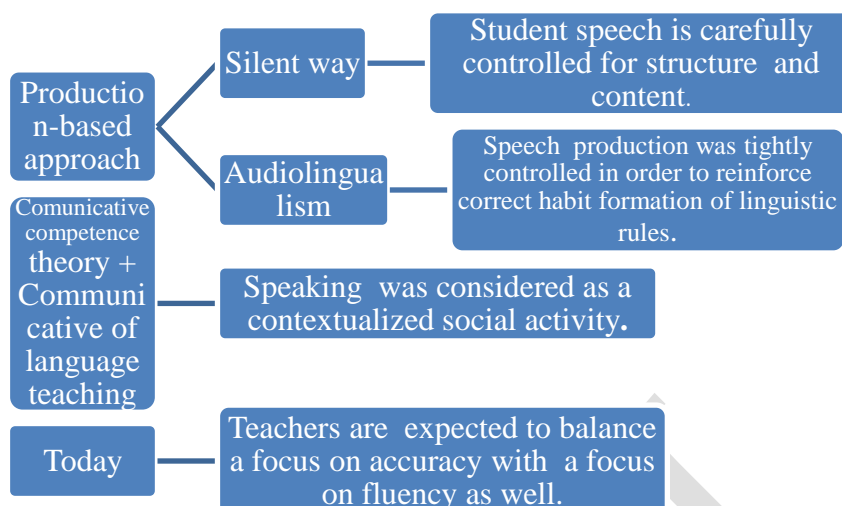 Productio
n-based
approach
Silent way
Student speech is carefully
controlled for structure and
content.
Audiolingua
lism
Speech production was tightly
controlled in order to reinforce
correct habit formation of linguistic
rules.
Comunicative
competence
theory +
Communi
cative of
language
teaching
Speaking was considered as a
contextualized social activity.
Today
Teachers are expected to balance
a focus on accuracy with a focus
on fluency as well.